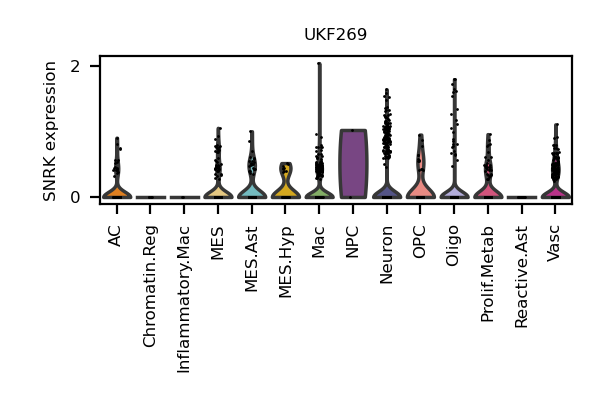 UKF269
SNRK expression
2
0
AC
Chromatin.Reg
Inflammatory.Mac
MES
MES.Ast
MES.Hyp
Mac
NPC
Neuron
OPC
Oligo
Prolif.Metab
Reactive.Ast
Vasc